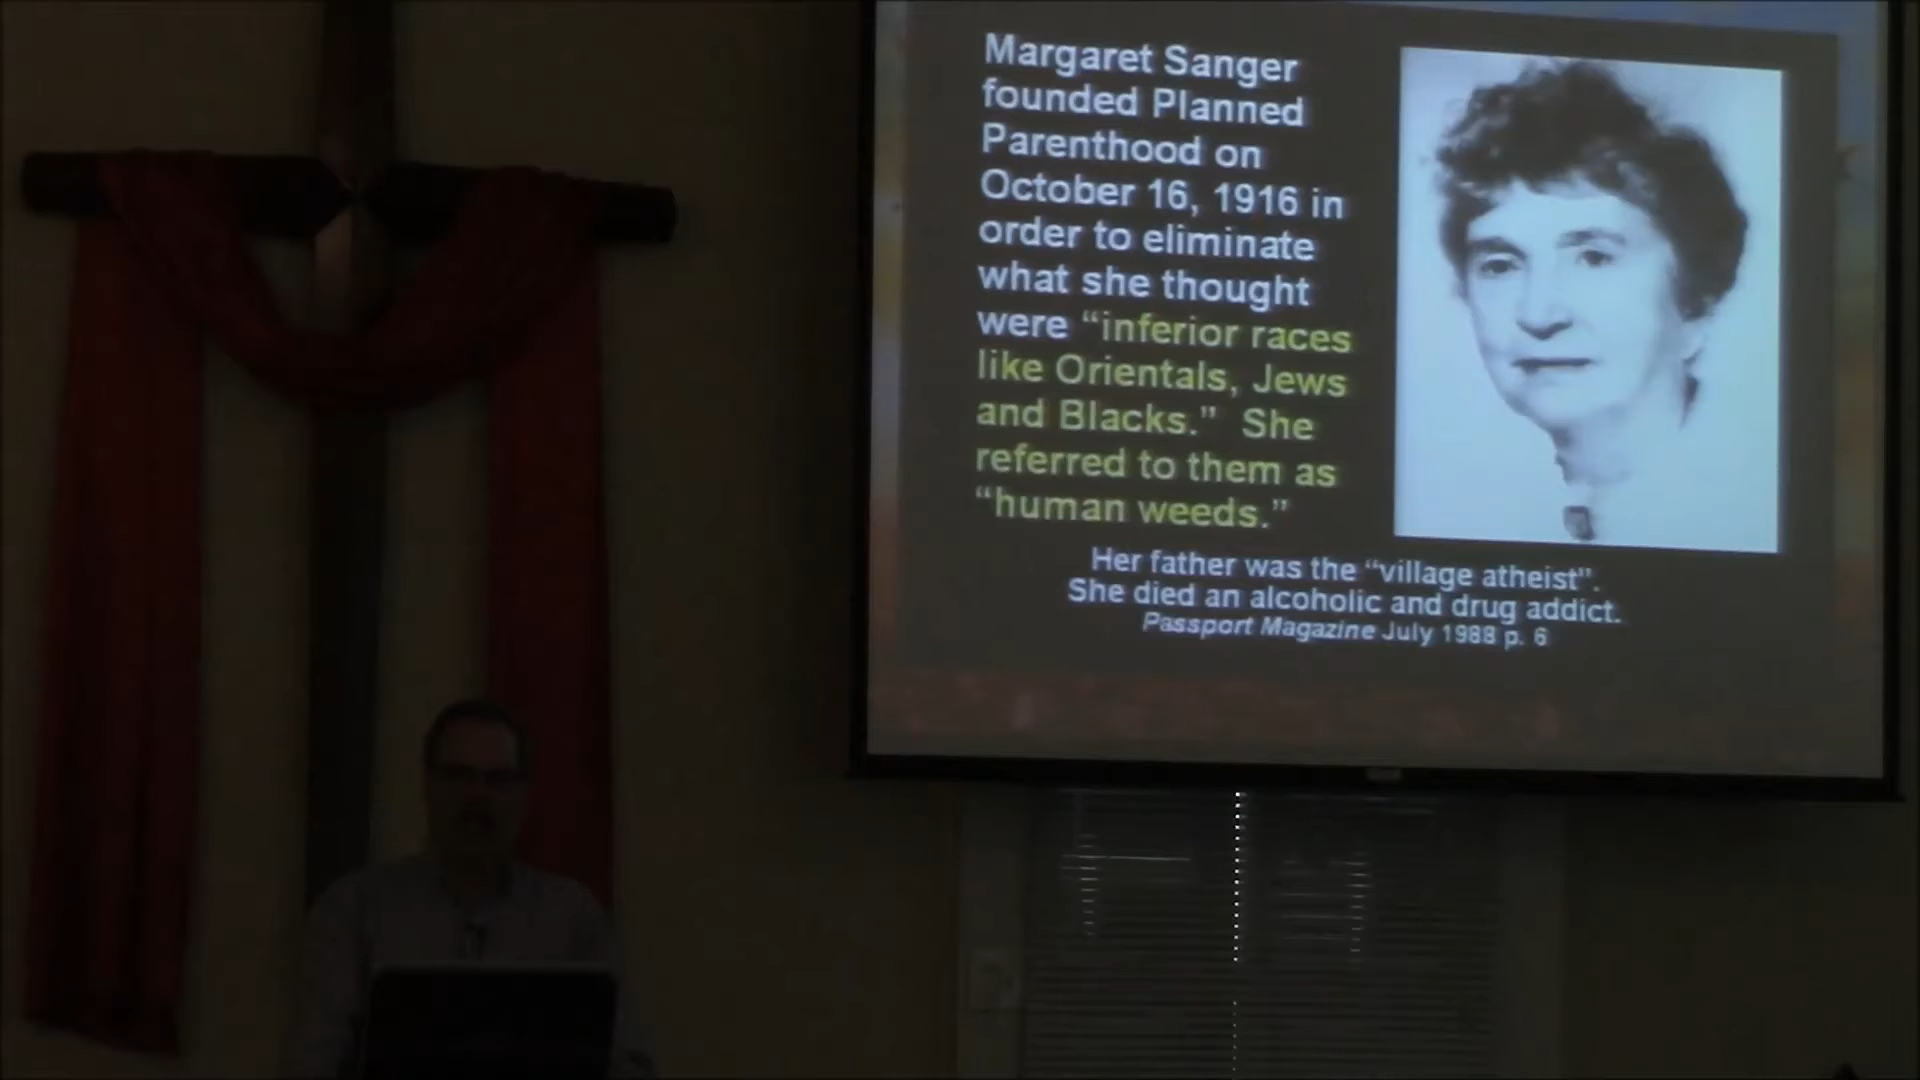 Margaret Sanger
founded Planned
Parenthood on
October 16, 1916 in
order to eliminate
what she thought
were “inferior races
like Orientals, Jews
and Blacks.” She
referred to them as
“human weeds.”
Her father was the “village atheist”.
She died an alcoholic and drug addict.
Passport Magazine July 1988 p. 6